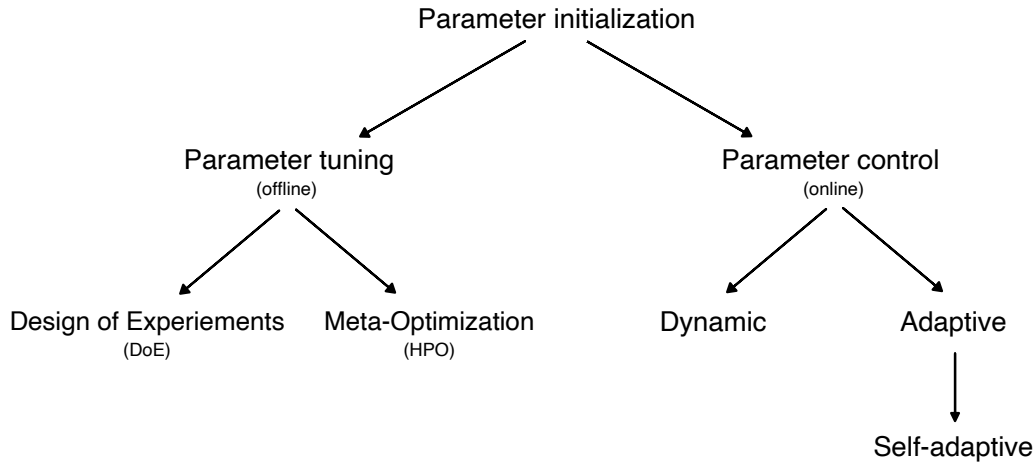 Parameter initialization
Parameter tuning
(offline)
Parameter control
(online)
Design of Experiements
(DoE)
Meta-Optimization
(HPO)
Dynamic
Adaptive
Self-adaptive